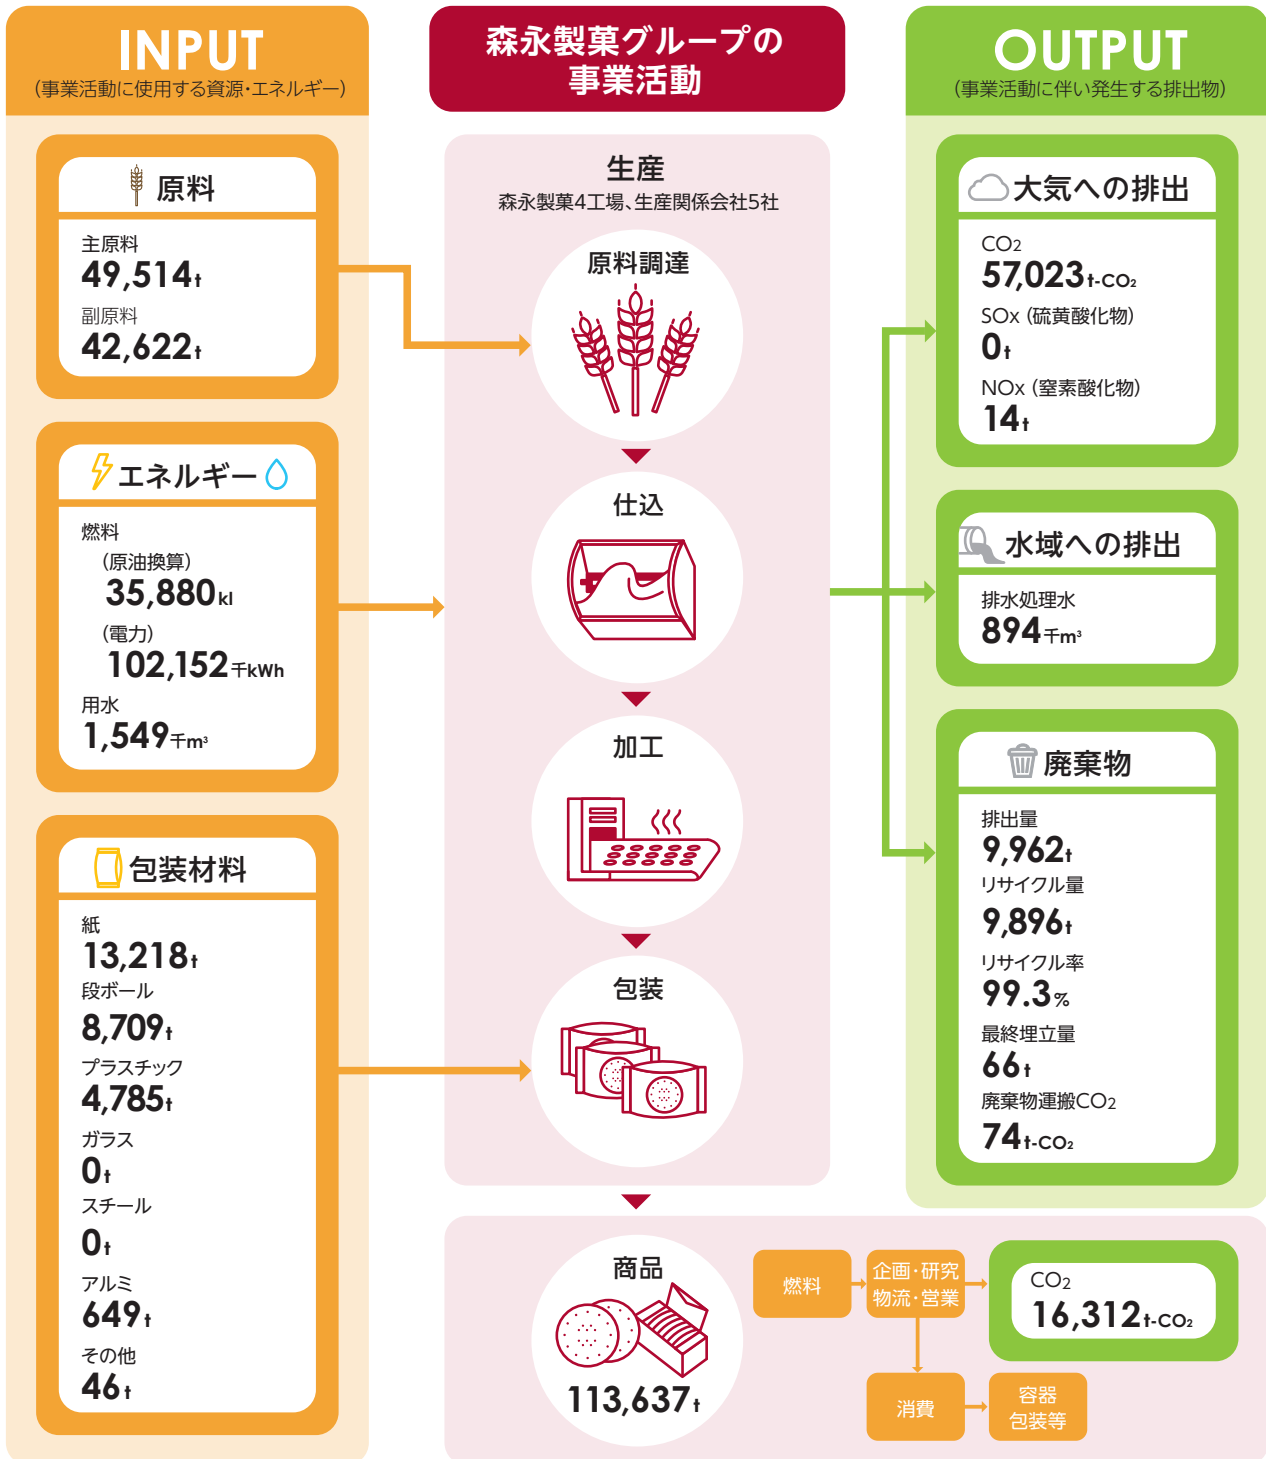 INPUT
(事業活動に使用する資源・エネルギー)
原料
主原料
49,514t
副原料
42,622t
エネルギー
燃料
(原油換算)
35,880kl
(電力)
102,152千kWh
用水
1,549千m³
包装材料
紙
13,218t
段ボール
8,709t
プラスチック
4,785t
ガラス
0t
スチール
0t
アルミ
649t
その他
46t
森永製菓グループの
事業活動
生産
森永製菓4工場、生産関係会社5社
原料調達
仕込
加工
包装
商品
113,637t
燃料
企画・研究
物流・営業
CO₂
16,312t-CO₂
消費
容器
包装等
OUTPUT
(事業活動に伴い発生する排出物)
大気への排出
CO₂
57,023t-CO₂
SOx (硫黄酸化物)
0t
NOx (窒素酸化物)
14t
水域への排出
排水処理水
894千m³
廃棄物
排出量
9,962t
リサイクル量
9,896t
リサイクル率
99.3%
最終埋立量
66t
廃棄物運搬CO₂
74t-CO₂